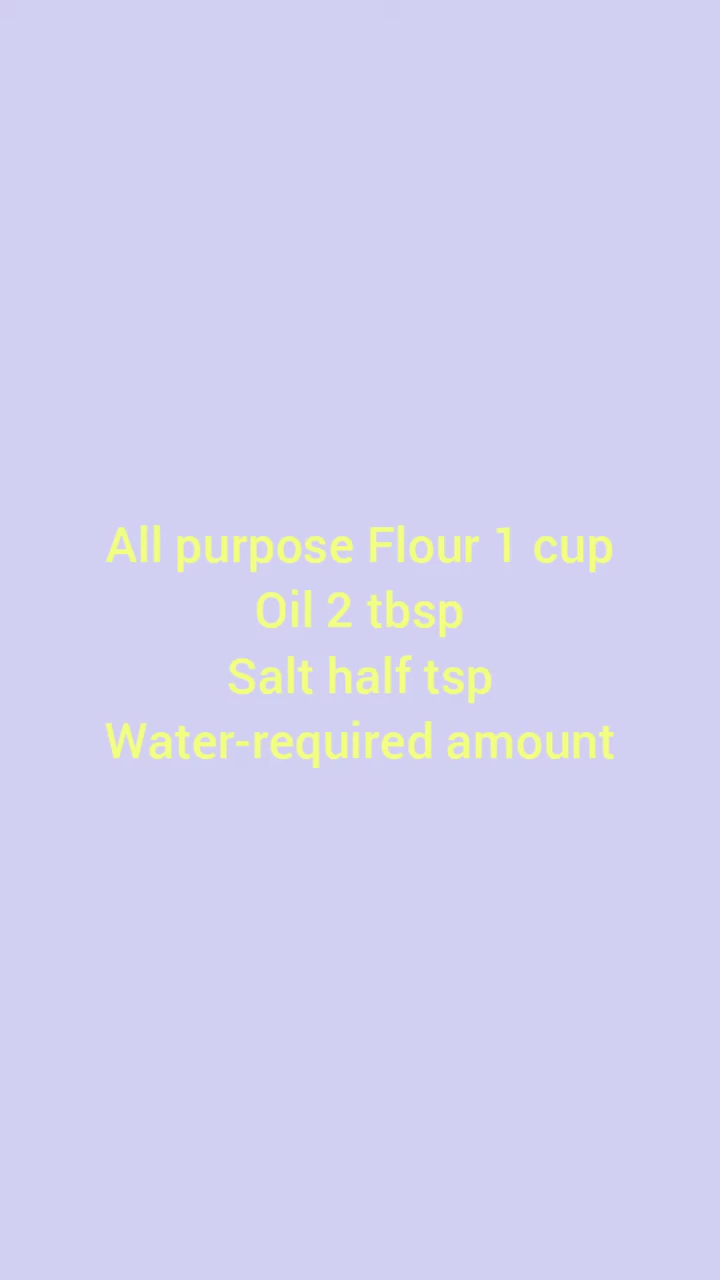 All purpose Flour 1 cup
Oil 2 tbsp
Salt half tsp
Water-required amount